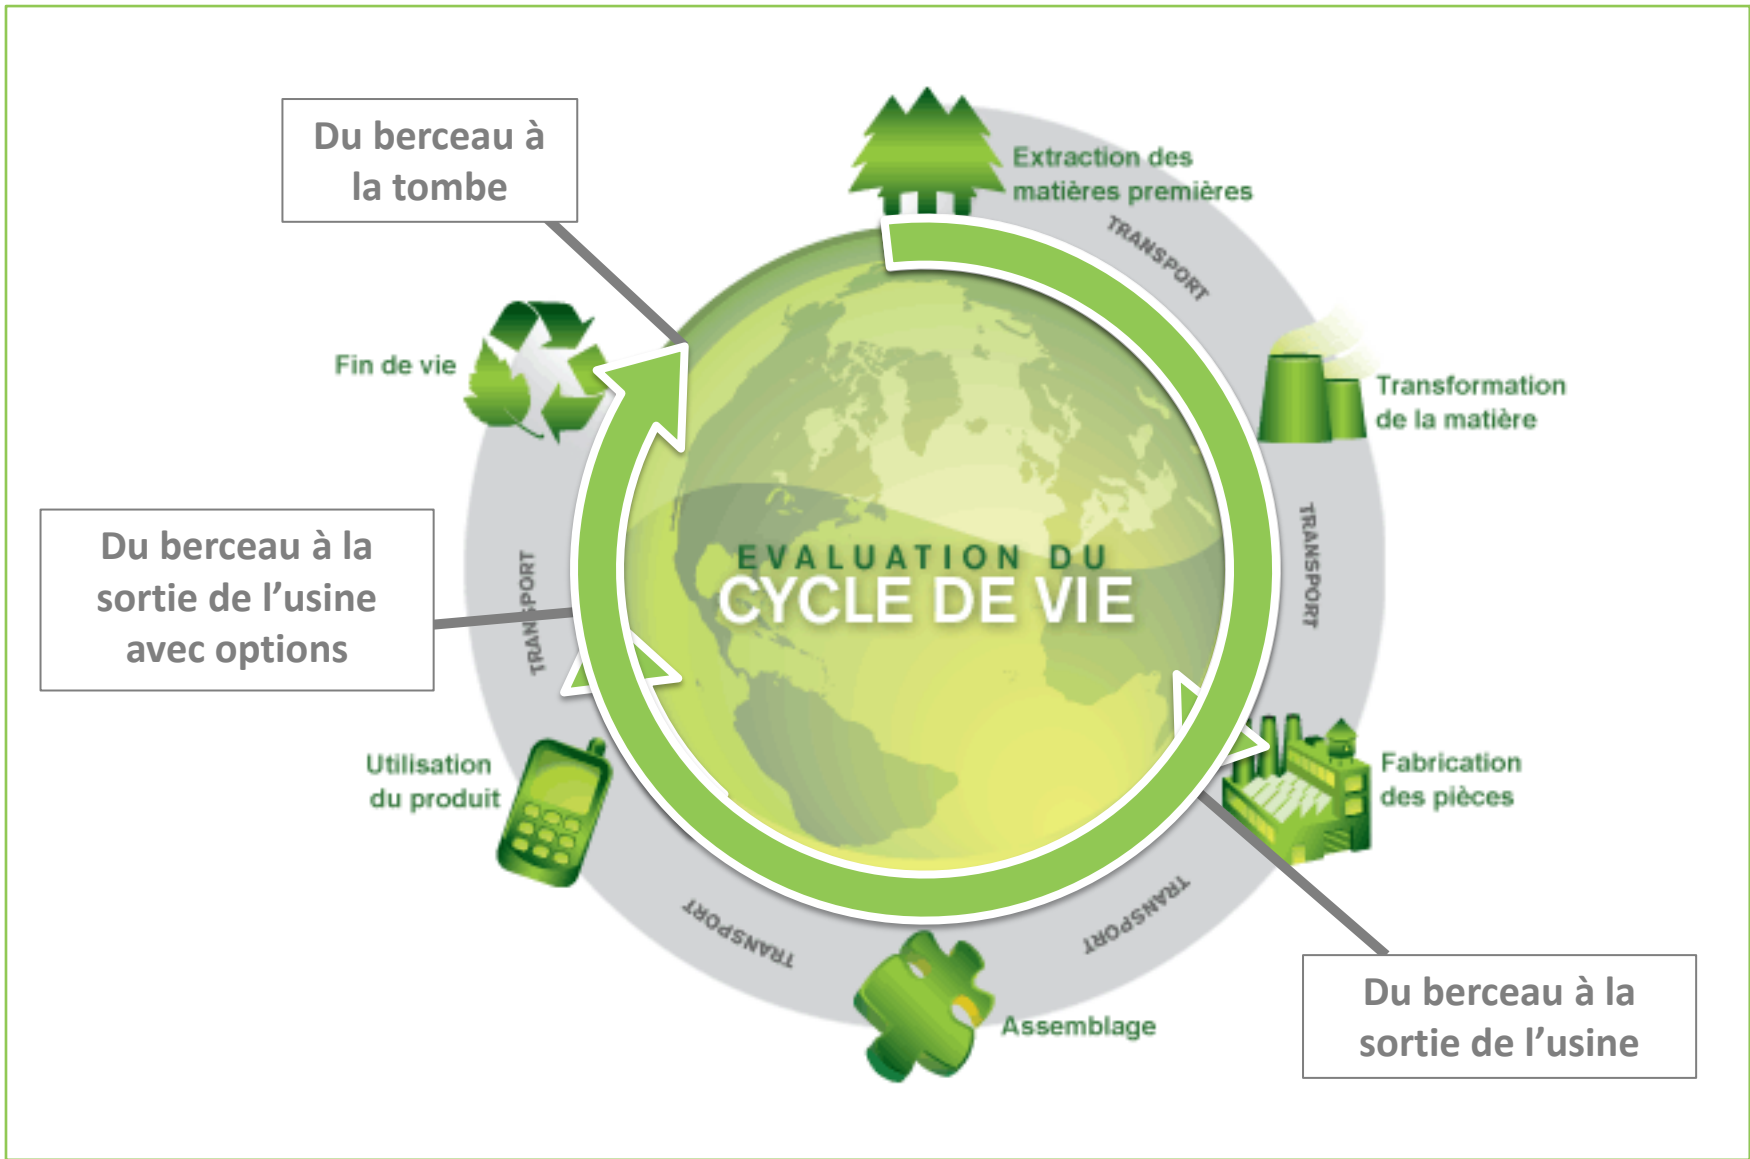 Du berceau à
la tombe
Extraction des
matières premières
TRANSPORT
Transformation
de la matière
TRANSPORT
Fabrication
des pièces
TRANSPORT
Assemblage
TRANSPORT
Utilisation
du produit
TRANSPORT
Fin de vie
EVALUATION DU
CYCLE DE VIE
Du berceau à la
sortie de l’usine
avec options
Du berceau à la
sortie de l’usine